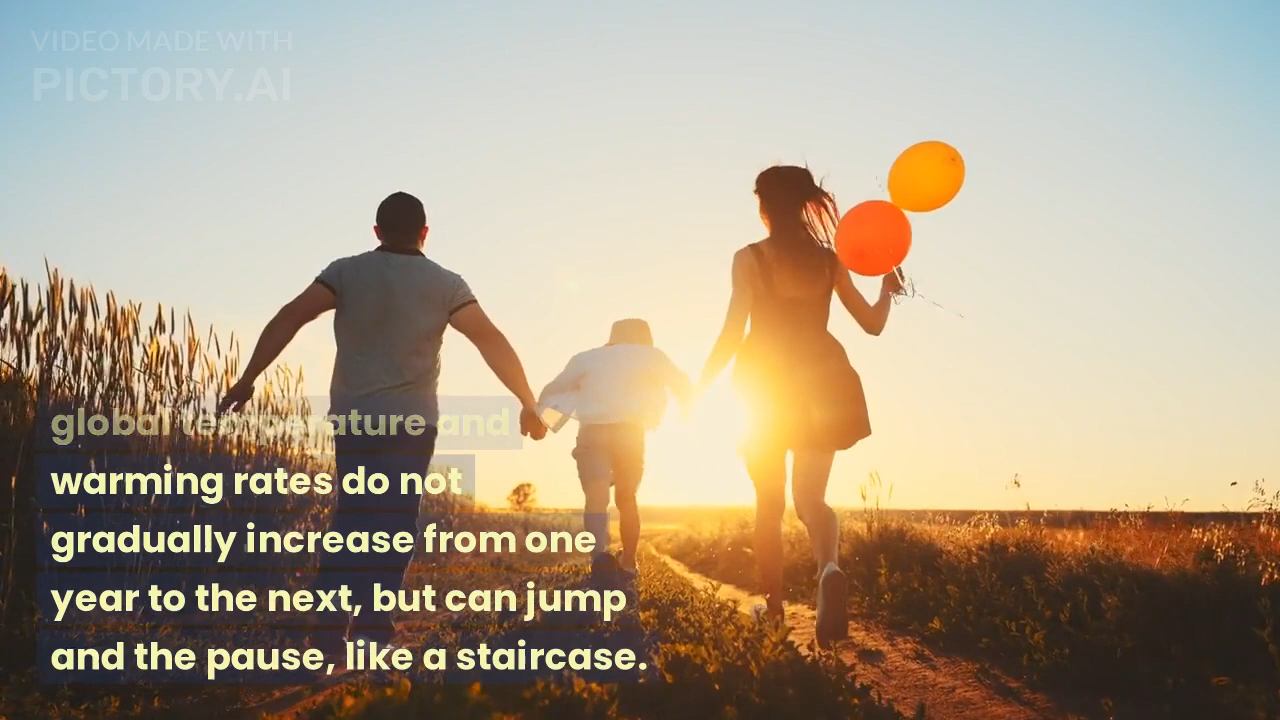 VIDEO MADE WITH
PICTORY.AI
global temperature and
warming rates do not
gradually increase from one
year to the next, but can jump
and the pause, like a staircase.